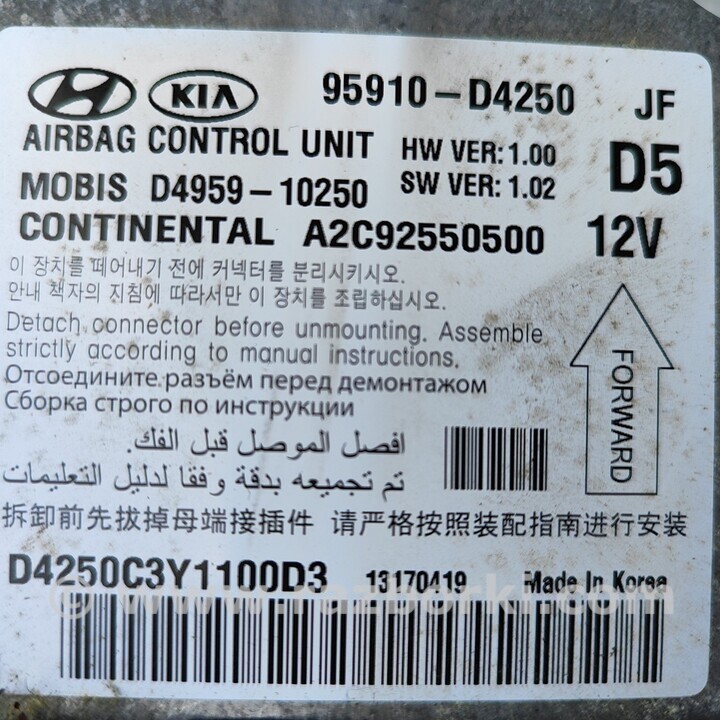 HYUNDAI KIA 95910-D4250 JF
AIRBAG CONTROL UNIT HW VER:1.00 D5
MOBIS D4959-10250 SW VER:1.02
CONTINENTAL A2C92550500 12V
이 장치를 떼어내기 전에 커넥터를 분리시키시오.
안내 책자의 지침에 따라서만 이 장치를 조립하십시오.
Detach connector before unmounting. Assemble
strictly according to manual instructions.
Отсоедините разъём перед демонтажом
Сборка строго по инструкции
FORWARD
افصل الموصل قبل الفك.
تم تجميعه بدقة وفقا لدليل التعليمات
拆卸前先拔掉母端接插件 请严格按照装配指南进行安装
D4250C3Y1100D3 13170419 Made In Korea
© www.razborki.com